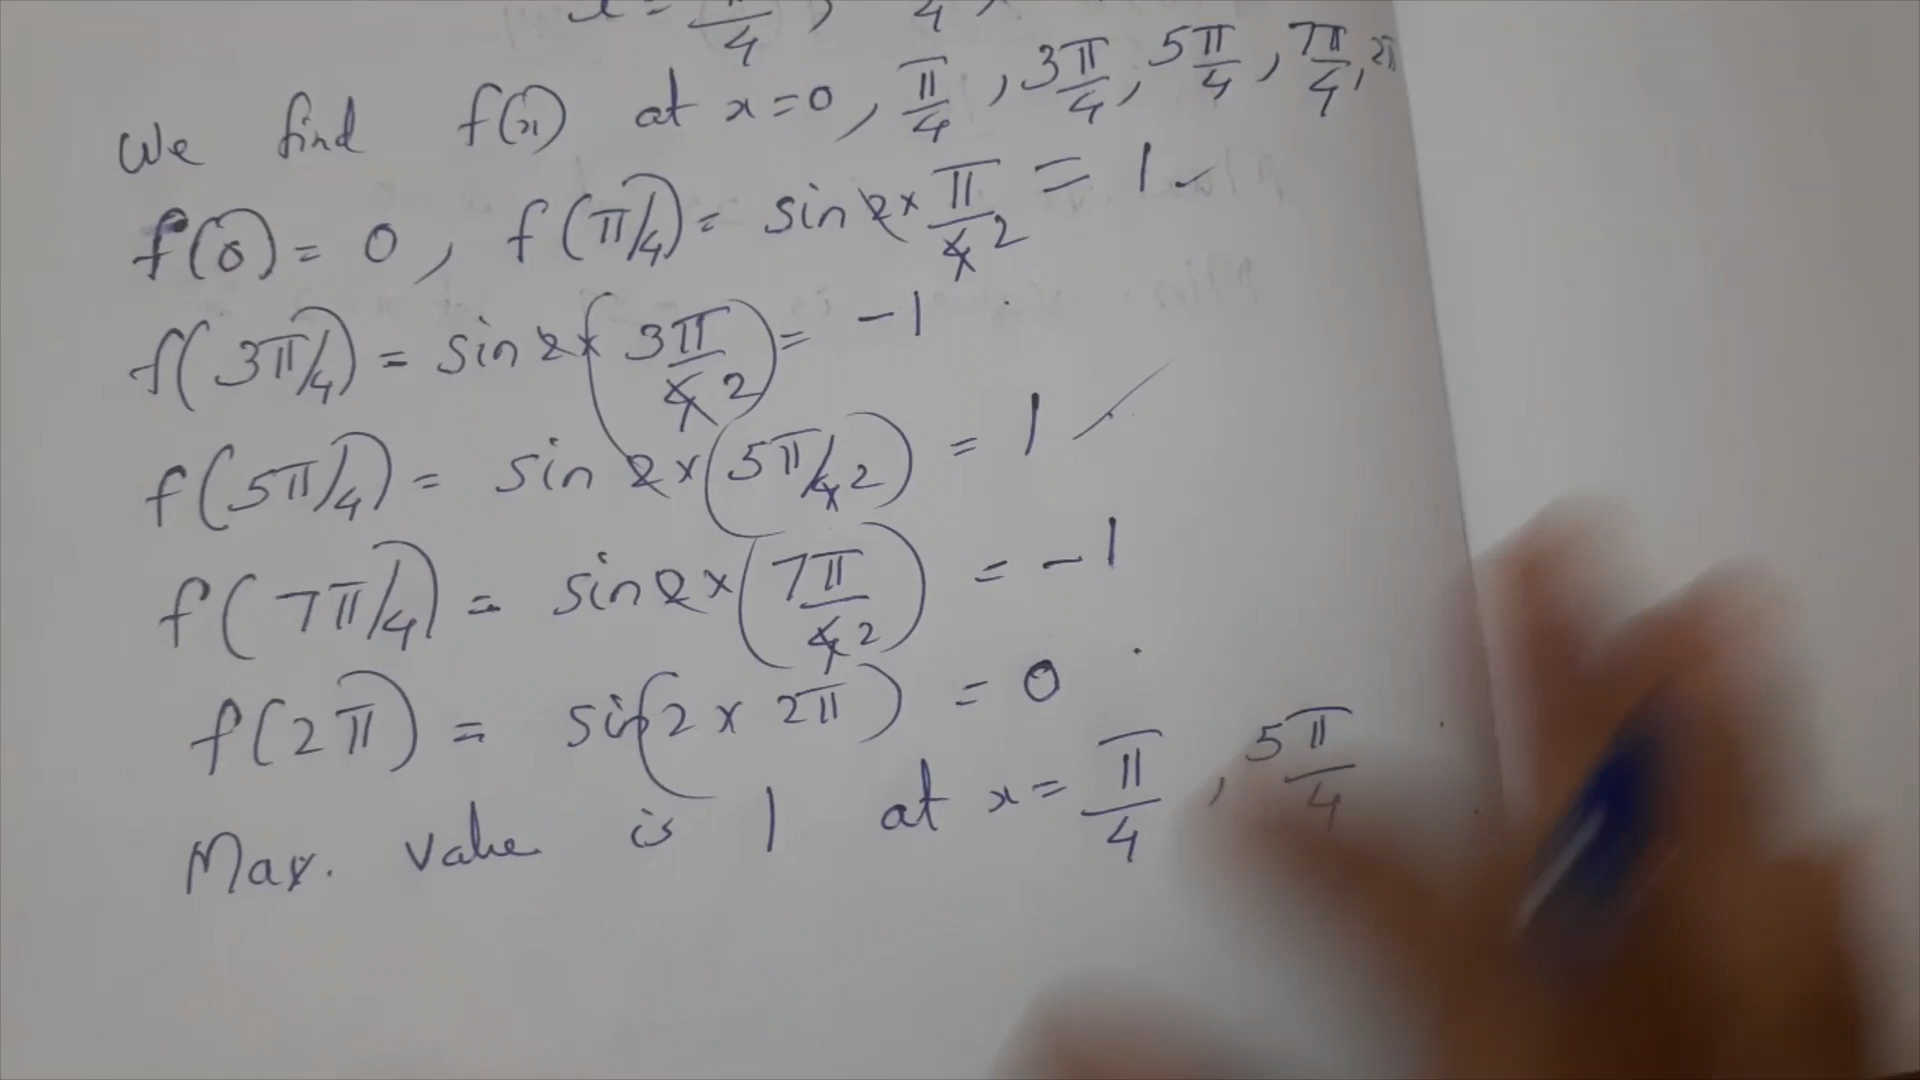 x = π/4, 4
We find f(x) at x=0, π/4, 3π/4, 5π/4, 7π/4, 2π
f(0) = 0, f(π/4) = sin 2 × π/4 2 = 1 ✓
f(3π/4) = sin 2 × (3π/4 2) = -1
f(5π/4) = sin 2 × (5π/4 2) = 1 ✓
f(7π/4) = sin 2 × (7π/4 2) = -1
f(2π) = sin(2 × 2π) = 0
Max. value is 1 at x = π/4, 5π/4